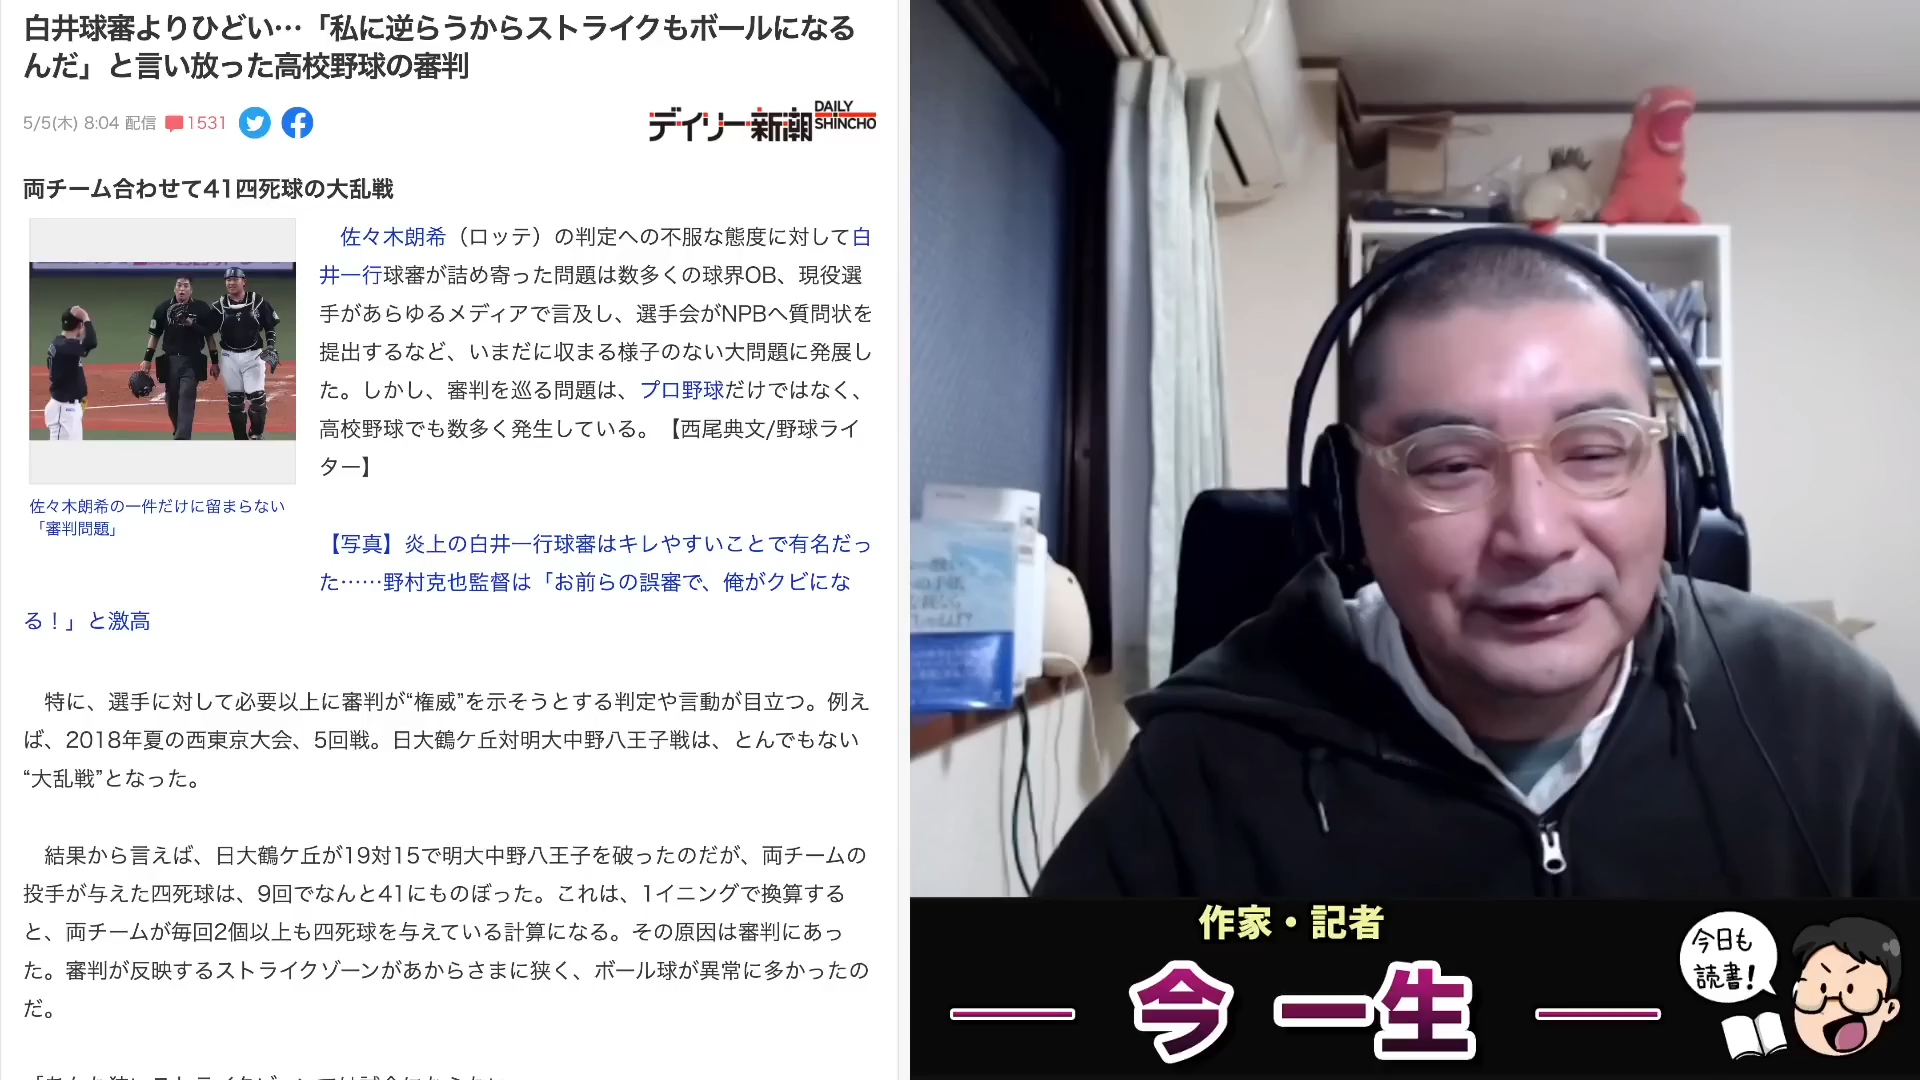 白井球審よりひどい…「私に逆らうからストライクもボールになる
んだ」と言い放った高校野球の審判
5/5(木) 8:04 配信 1531
デイリー新潮 DAILY SHINCHO
両チーム合わせて41四死球の大乱戦
佐々木朗希（ロッテ）の判定への不服な態度に対して白
井一行球審が詰め寄った問題は数多くの球界OB、現役選
手があらゆるメディアで言及し、選手会がNPBへ質問状を
提出するなど、いまだに収まる様子のない大問題に発展し
た。しかし、審判を巡る問題は、プロ野球だけではなく、
高校野球でも数多く発生している。【西尾典文/野球ライ
ター】
佐々木朗希の一件だけに留まらない
「審判問題」
【写真】炎上の白井一行球審はキレやすいことで有名だっ
た……野村克也監督は「お前らの誤審で、俺がクビにな
る！」と激高
特に、選手に対して必要以上に審判が“権威”を示そうとする判定や言動が目立つ。例え
ば、2018年夏の西東京大会、5回戦。日大鶴ケ丘対明大中野八王子戦は、とんでもない
“大乱戦”となった。
結果から言えば、日大鶴ケ丘が19対15で明大中野八王子を破ったのだが、両チームの
投手が与えた四死球は、9回でなんと41にものぼった。これは、1イニングで換算する
と、両チームが毎回2個以上も四死球を与えている計算になる。その原因は審判にあっ
た。審判が反映するストライクゾーンがあからさまに狭く、ボール球が異常に多かったの
だ。
作家・記者
今 一生
今日も
読書！